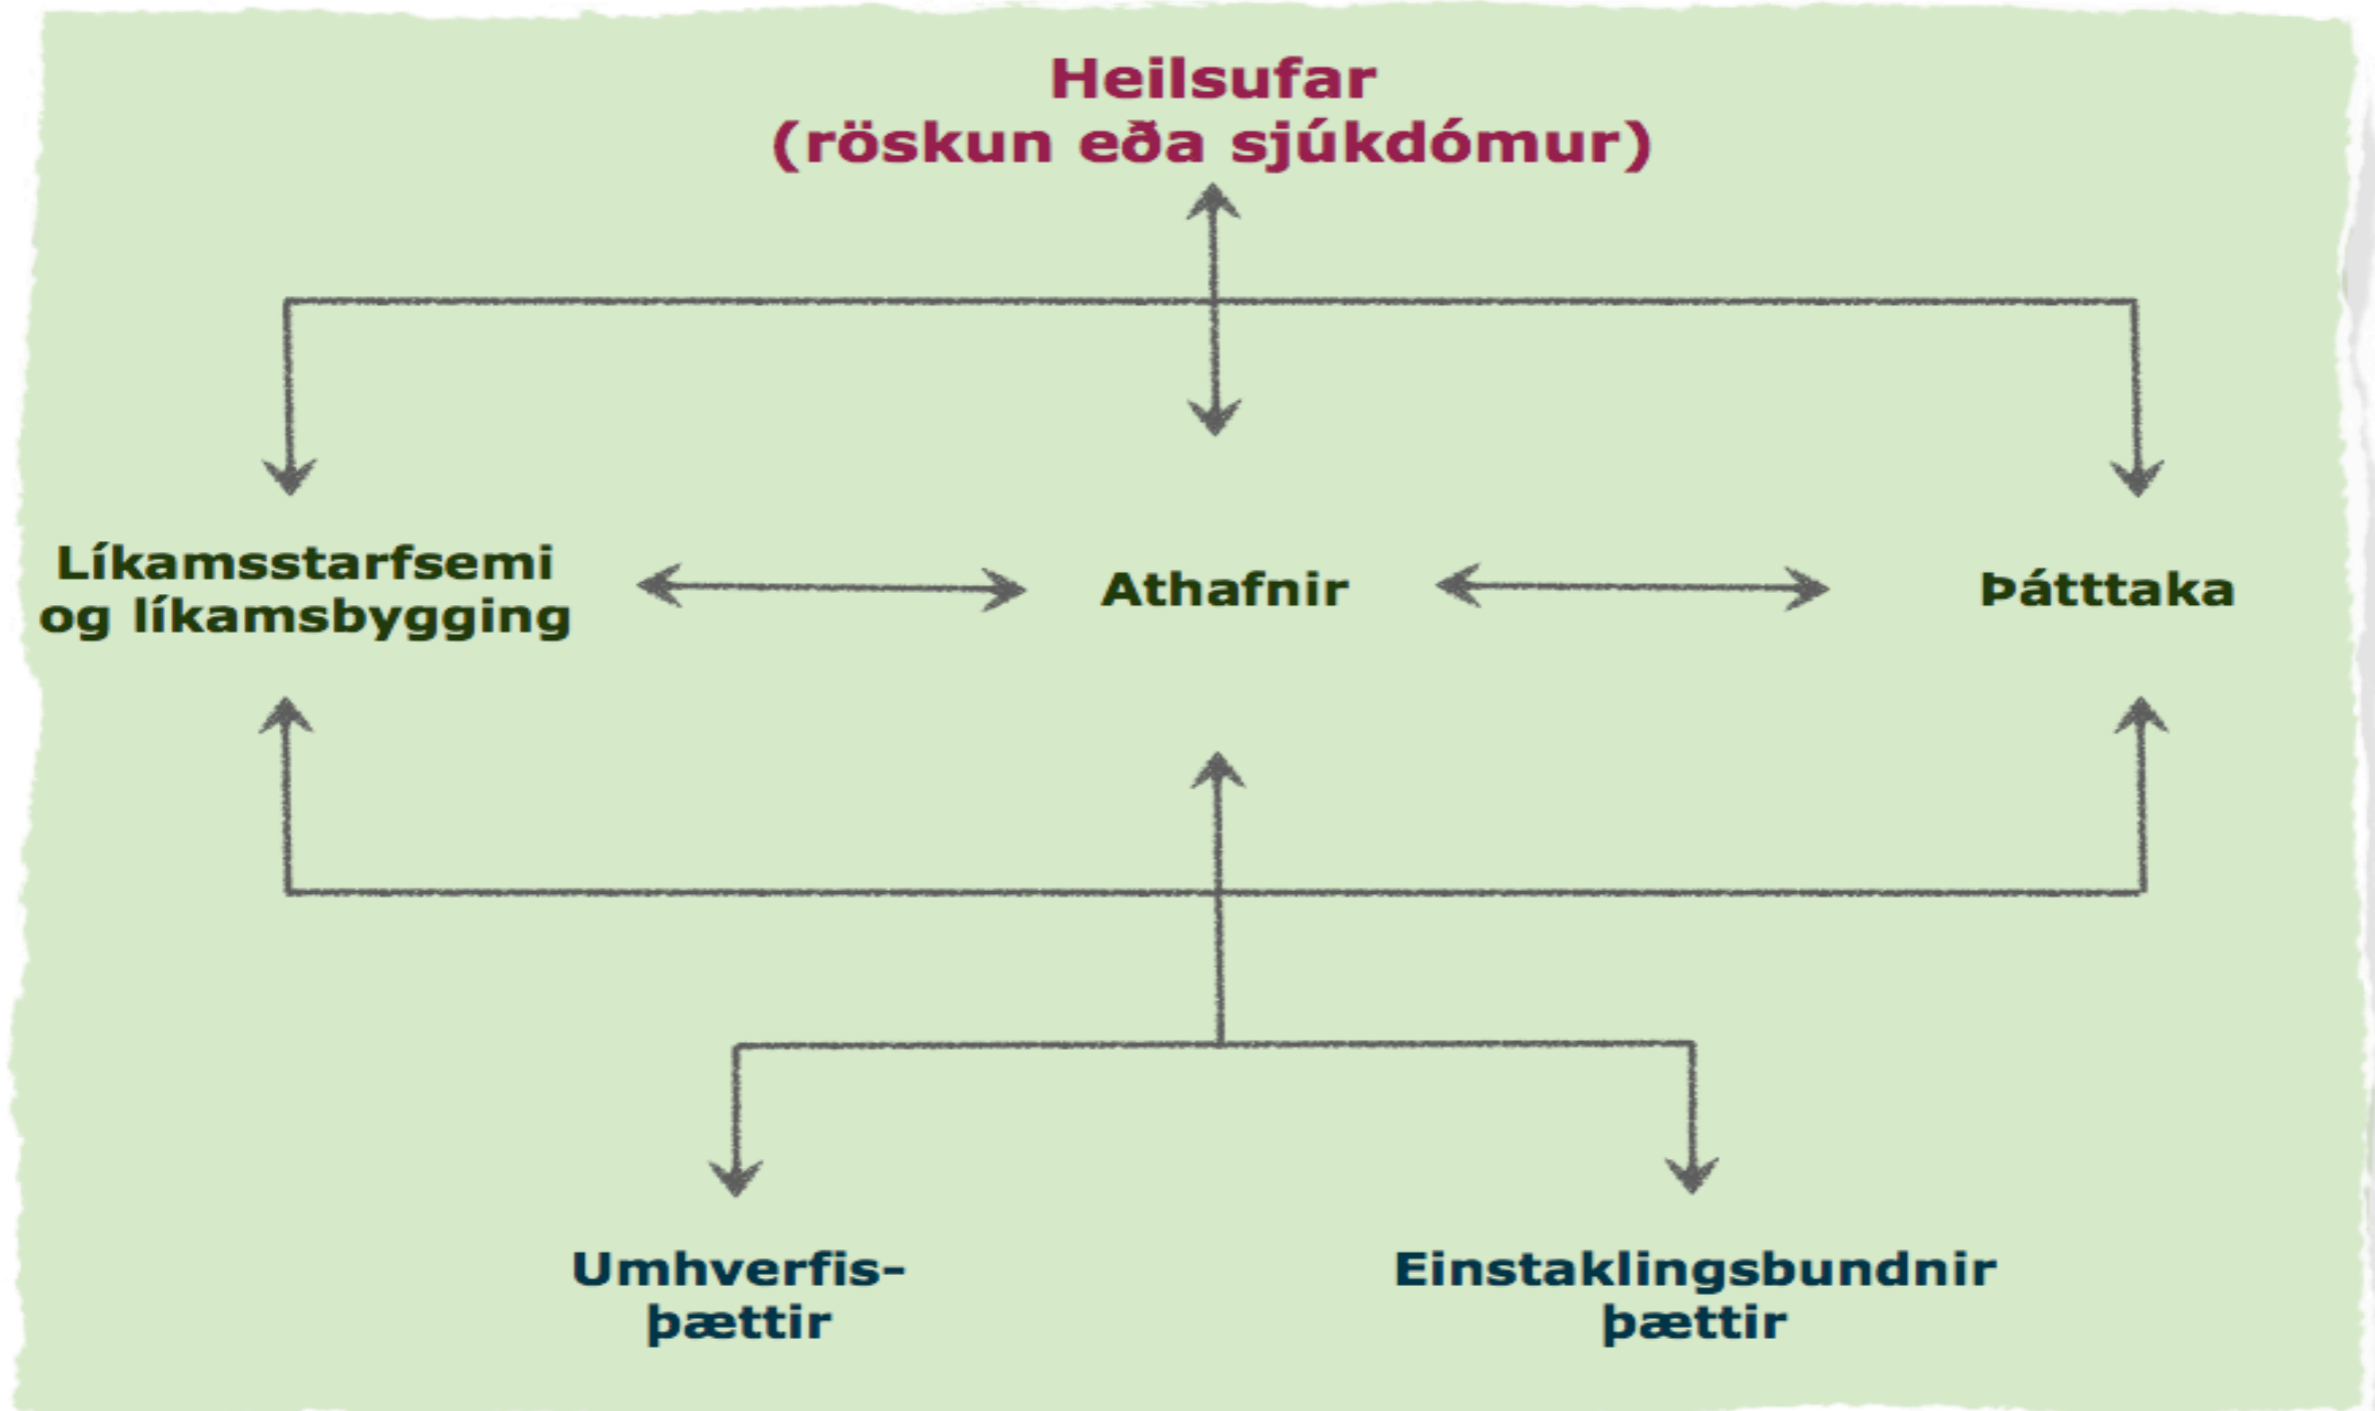 Heilsufar
(röskun eða sjúkdómur)
Líkamsstarfsemi
og líkamsbygging
Athafnir
Þátttaka
Umhverfis-
þættir
Einstaklingsbundnir
þættir